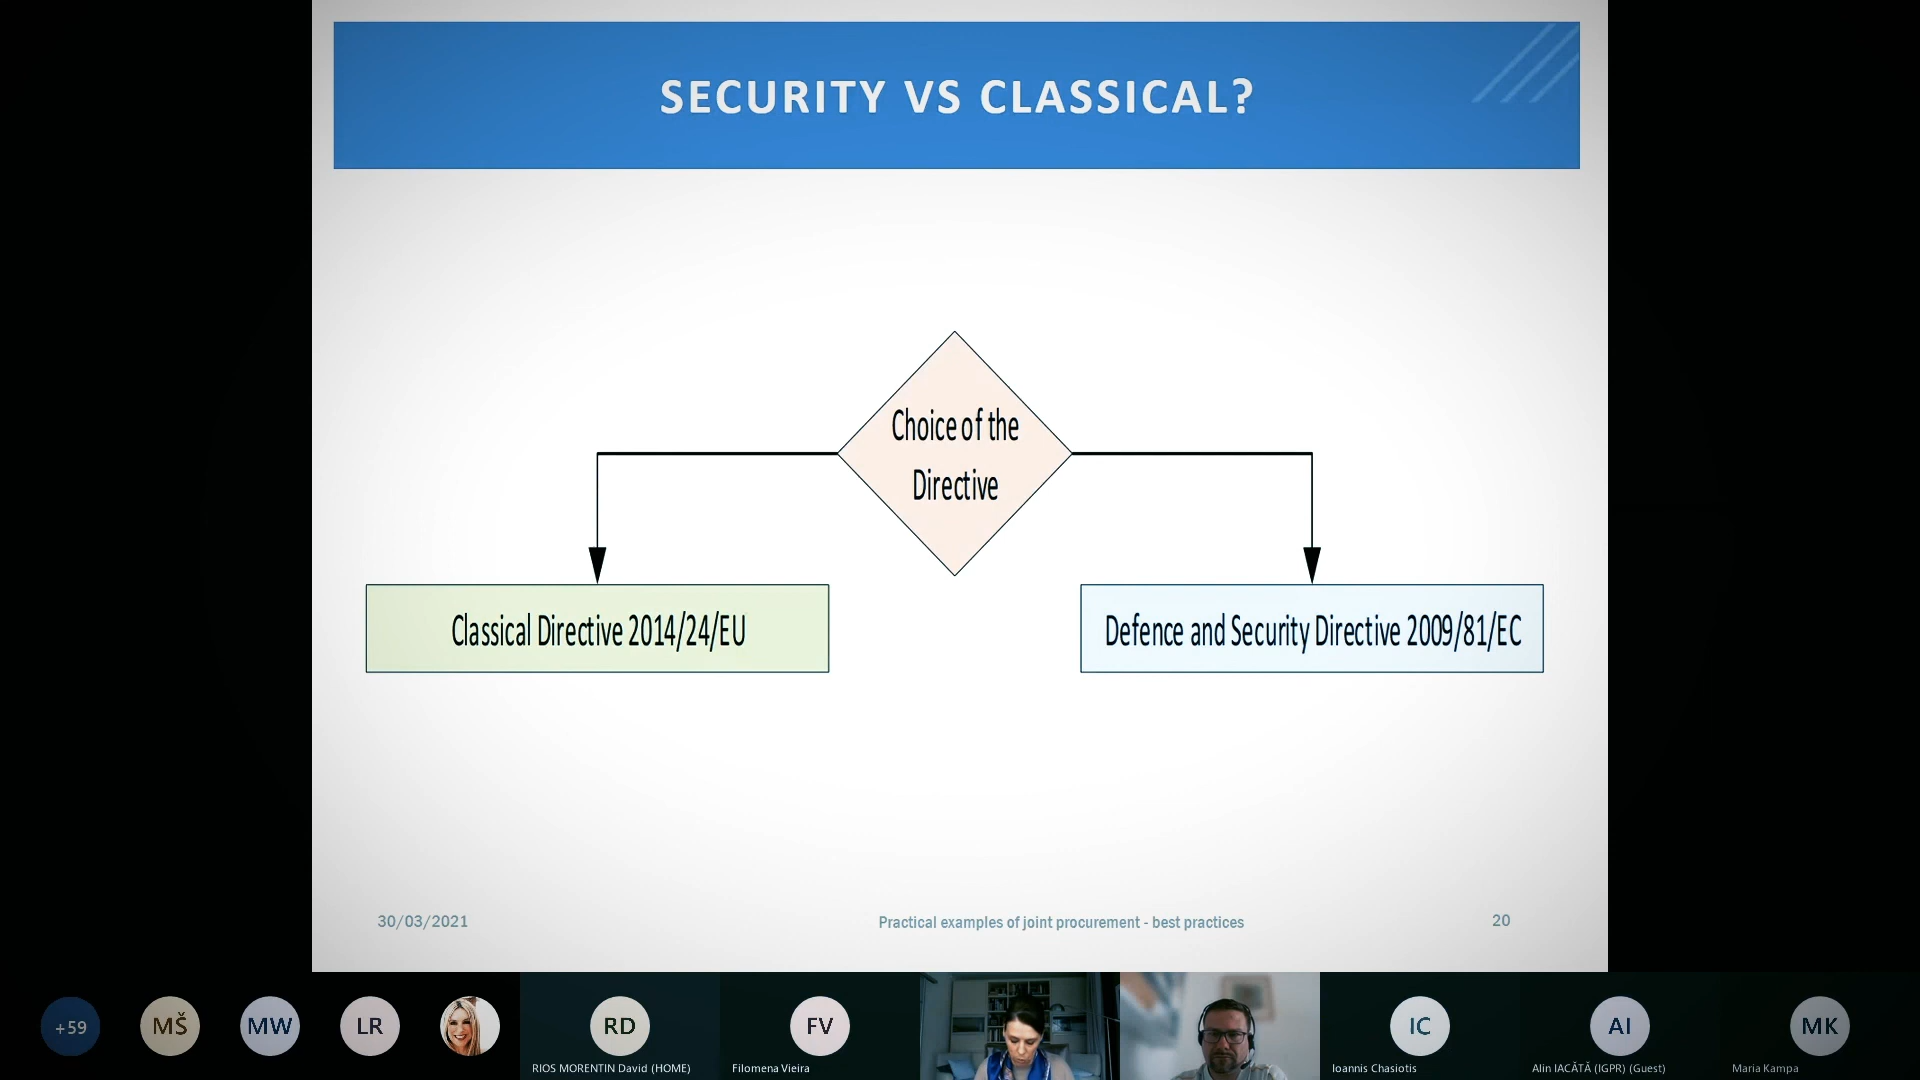 SECURITY VS CLASSICAL?
Choice of the
Directive
Classical Directive 2014/24/EU
Defence and Security Directive 2009/81/EC
30/03/2021
Practical examples of joint procurement - best practices
20
+59
MŠ
MW
LR
RD
RIOS MORENTIN David (HOME)
FV
Filomena Vieira
IC
Ioannis Chasiotis
AI
Alin IACĂTĂ (IGPR) (Guest)
MK
Maria Kampa